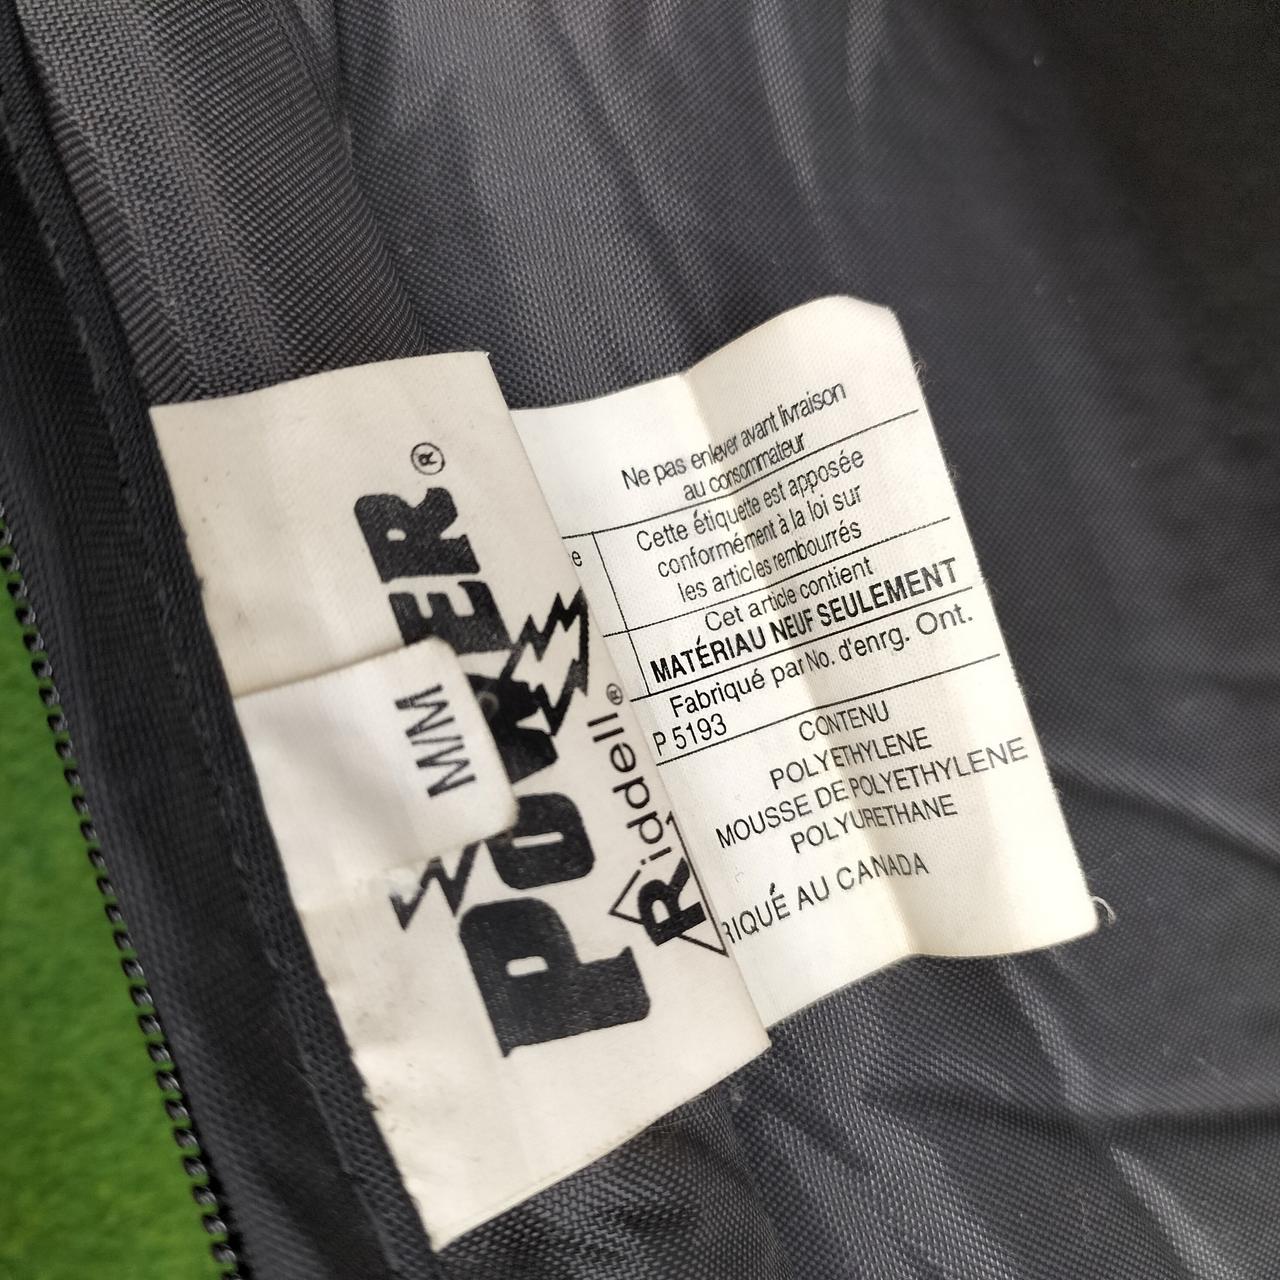 POWER®
Riddell®
R
M/M
Ne pas enlever avant livraison
au consommateur
e
Cette étiquette est apposée
conformément à la loi sur
les articles rembourrés
Cet article contient
MATÉRIAU NEUF SEULEMENT
Fabriqué par No. d'enrg. Ont.
P 5193
CONTENU
POLYETHYLENE
MOUSSE DE POLYETHYLENE
POLYURETHANE
RIQUÉ AU CANADA